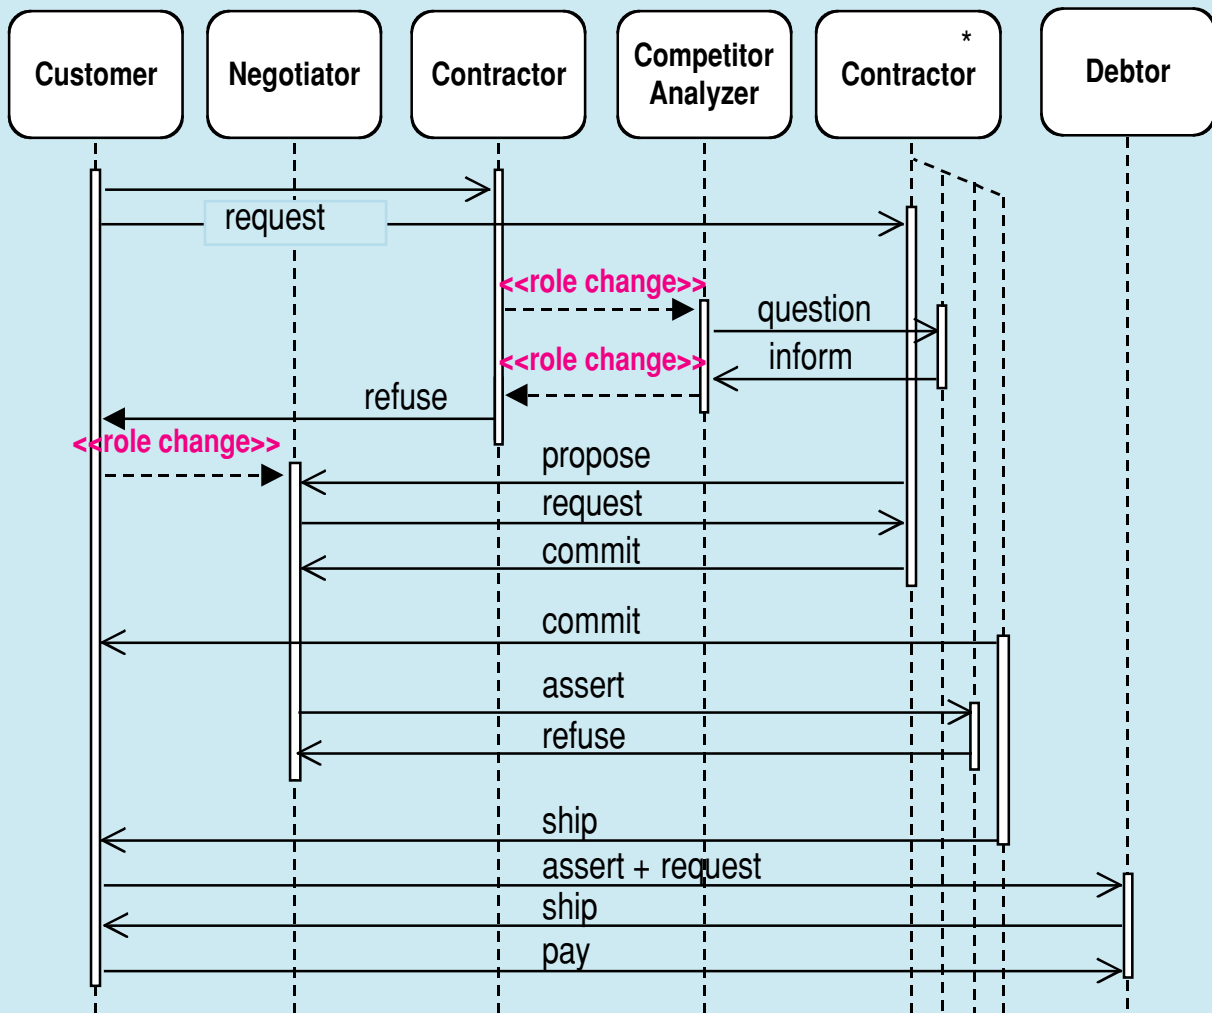 Customer
Negotiator
Contractor
Competitor
Analyzer
*
Contractor
Debtor
request
<<role change>>
question
<<role change>>
inform
refuse
<<role change>>
propose
request
commit
commit
assert
refuse
ship
assert + request
ship
pay